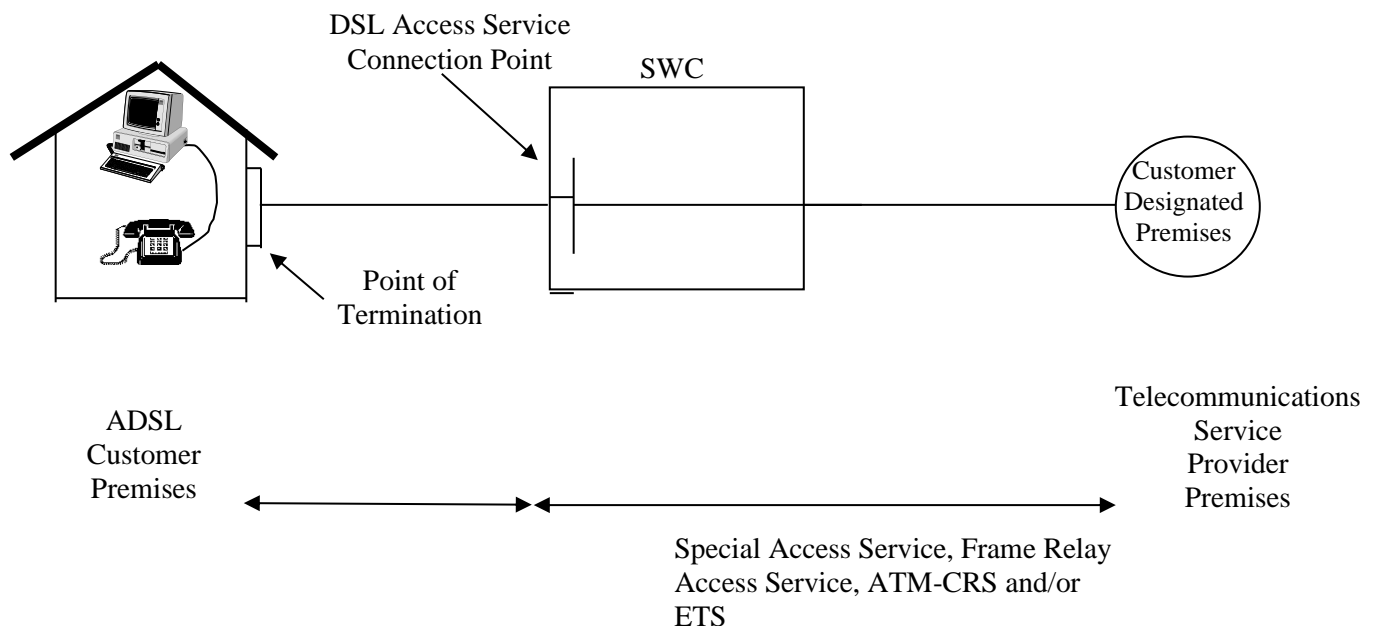 DSL Access Service
Connection Point
SWC
Customer
Designated
Premises
Point of
Termination
ADSL
Customer
Premises
Telecommunications
Service
Provider
Premises
Special Access Service, Frame Relay
Access Service, ATM-CRS and/or
ETS